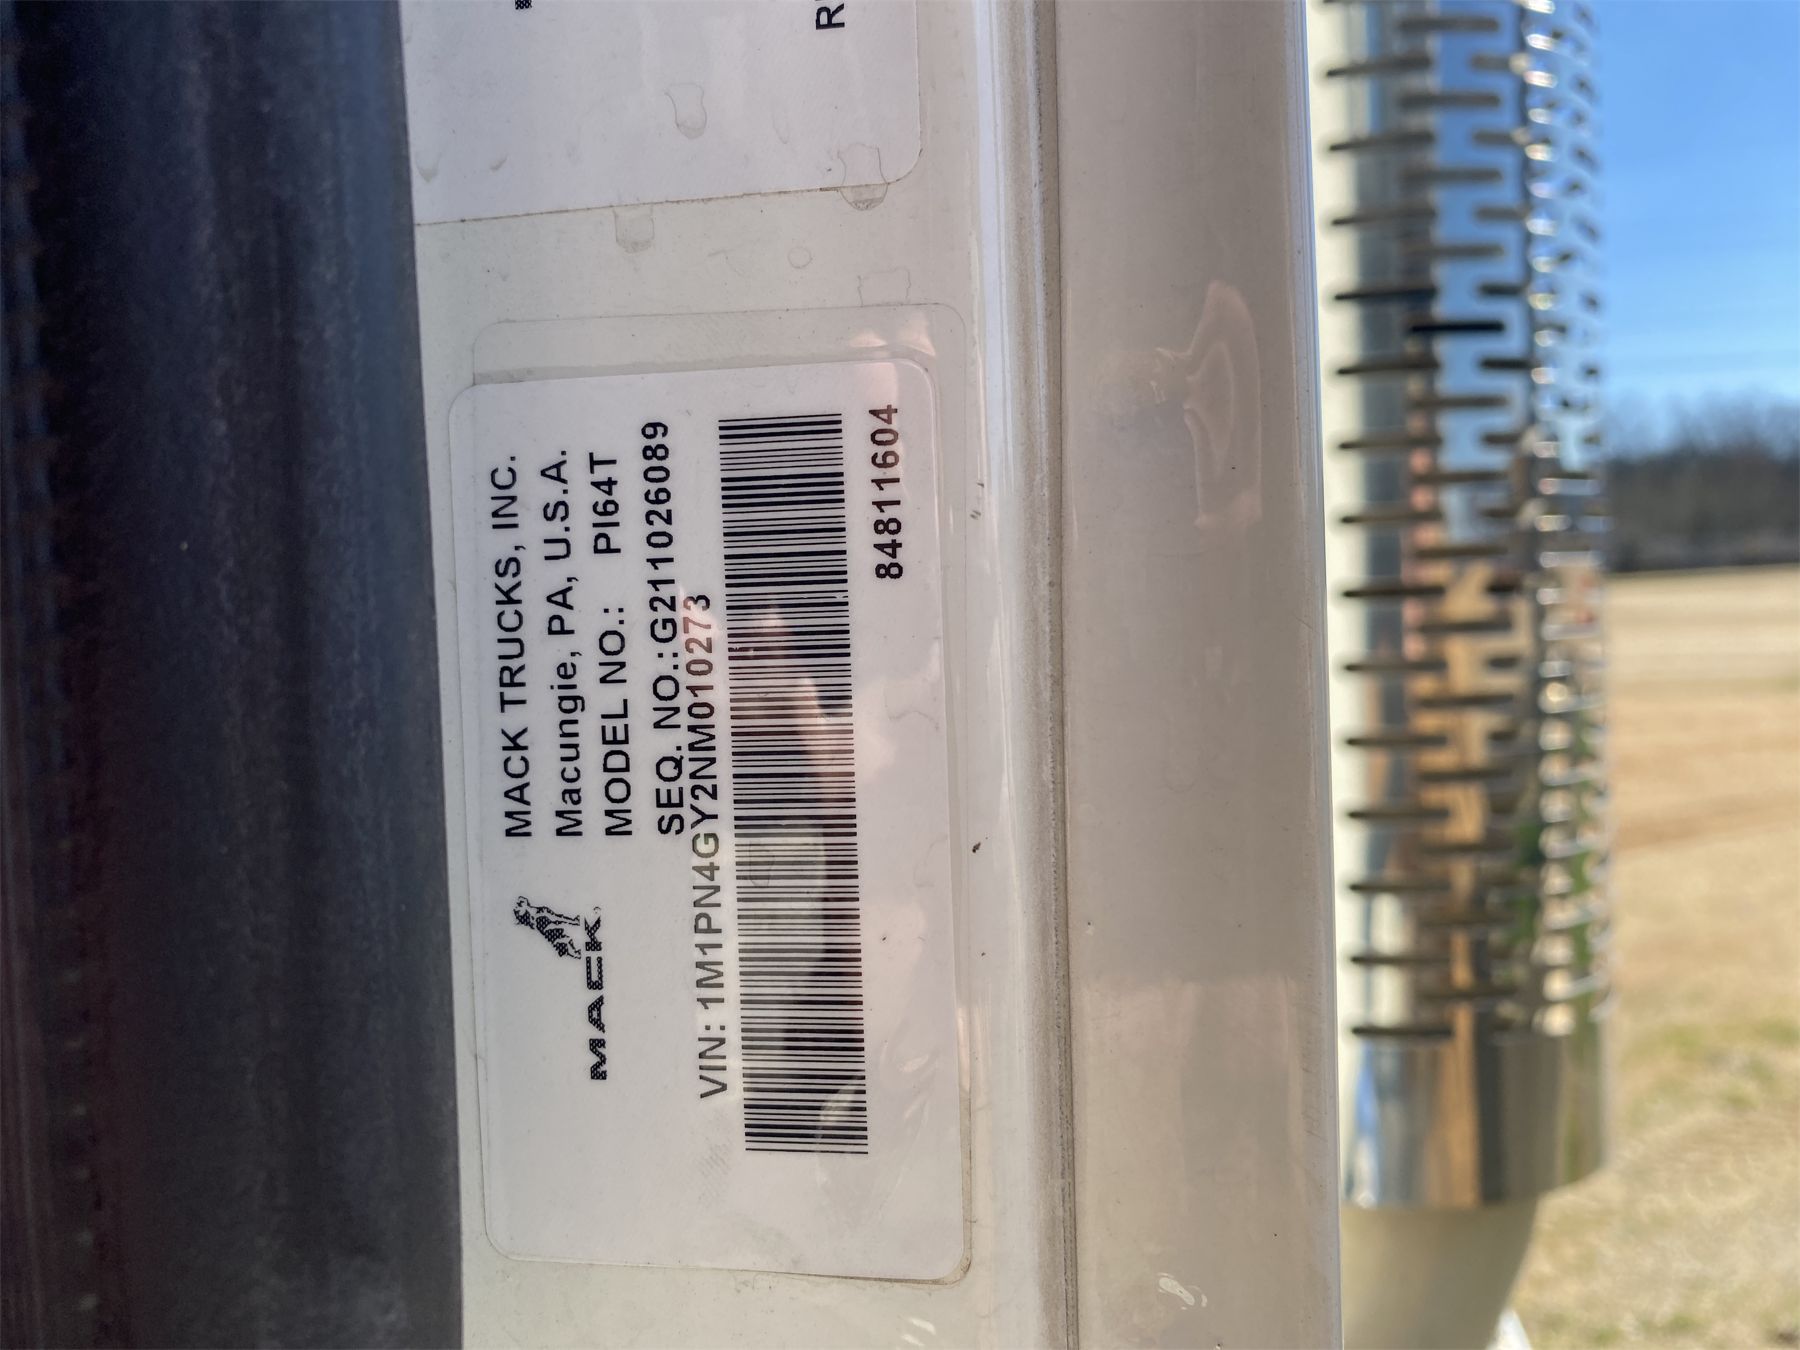 MACK TRUCKS, INC.
Macungie, PA, U.S.A.
MODEL NO.: PI64T
SEQ. NO.:G211026089
MACK
VIN: 1M1PN4GY2NM010273
84811604
R